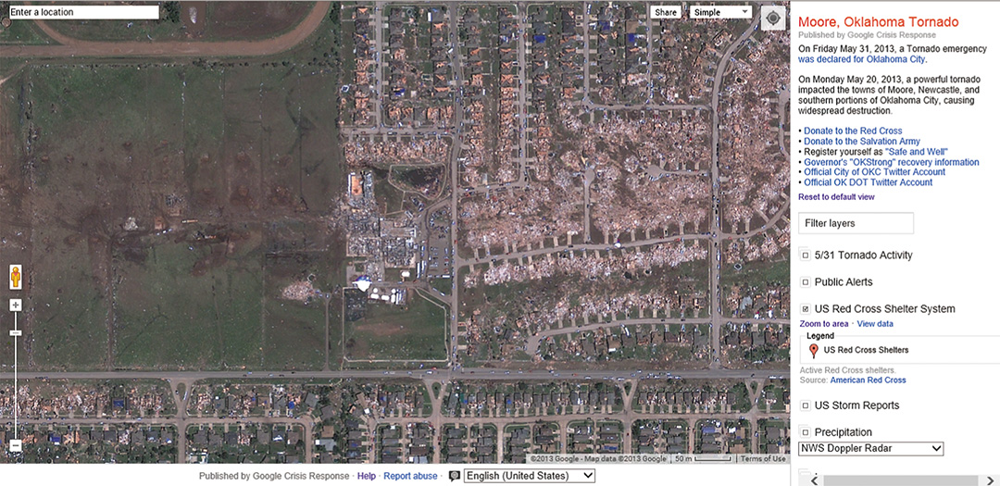 Enter a location
Share
Simple
Moore, Oklahoma Tornado
Published by Google Crisis Response
On Friday May 31, 2013, a Tornado emergency
was declared for Oklahoma City.
On Monday May 20, 2013, a powerful tornado
impacted the towns of Moore, Newcastle, and
southern portions of Oklahoma City, causing
widespread destruction.
• Donate to the Red Cross
• Donate to the Salvation Army
• Register yourself as "Safe and Well"
• Governor's "OKStrong" recovery information
• Official City of OKC Twitter Account
• Official OK DOT Twitter Account
Reset to default view
Filter layers
5/31 Tornado Activity
Public Alerts
US Red Cross Shelter System
Zoom to area · View data
Legend
US Red Cross Shelters
Active Red Cross shelters.
Source: American Red Cross
US Storm Reports
Precipitation
NWS Doppler Radar
©2013 Google - Map data ©2013 Google 50 m Terms of Use
Published by Google Crisis Response · Help · Report abuse · English (United States)